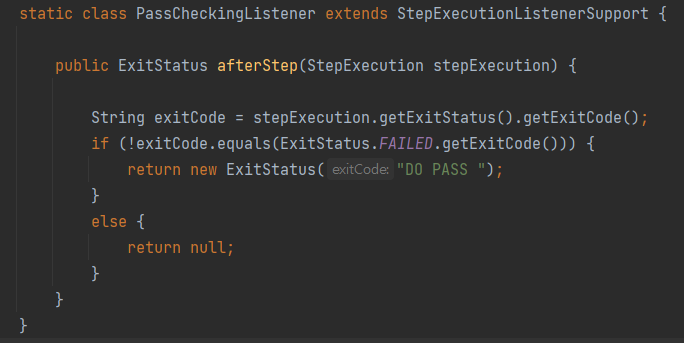 static class PassCheckingListener extends StepExecutionListenerSupport {
public ExitStatus afterStep(StepExecution stepExecution) {
String exitCode = stepExecution.getExitStatus().getExitCode();
if (!exitCode.equals(ExitStatus.FAILED.getExitCode())) {
return new ExitStatus( exitCode: "DO PASS ");
}
else {
return null;
}
}
}